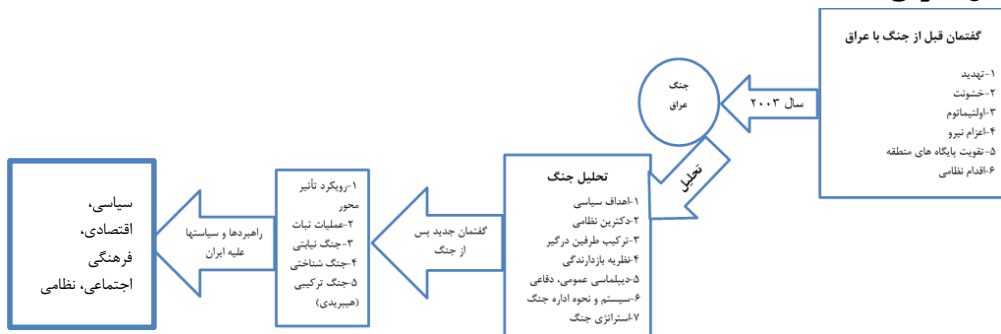 گفتمان قبل از جنگ با عراق
۱-تهدید
۲-خشونت
۳-اولتیماتوم
۴-اعزام نیرو
۵-تقویت پایگاه های منطقه
۶-اقدام نظامی
سال ۲۰۰۳
جنگ
عراق
تحلیل
تحلیل جنگ
۱-اهداف سیاسی
۲-دکترین نظامی
۳-ترکیب طرفین درگیر
۴-نظریه بازدارندگی
۵-دیپلماسی عمومی، دفاعی
۶-سیستم و نحوه اداره جنگ
۷-استراتژی جنگ
گفتمان جدید پس
از جنگ
۱-رویکرد تأثیر
محور
۲-عملیات ثبات
۳-جنگ نیابتی
۴-جنگ شناختی
۵-جنگ ترکیبی
(هیبریدی)
راهبردها و سیاستها
علیه ایران
سیاسی،
اقتصادی،
فرهنگی
اجتماعی، نظامی